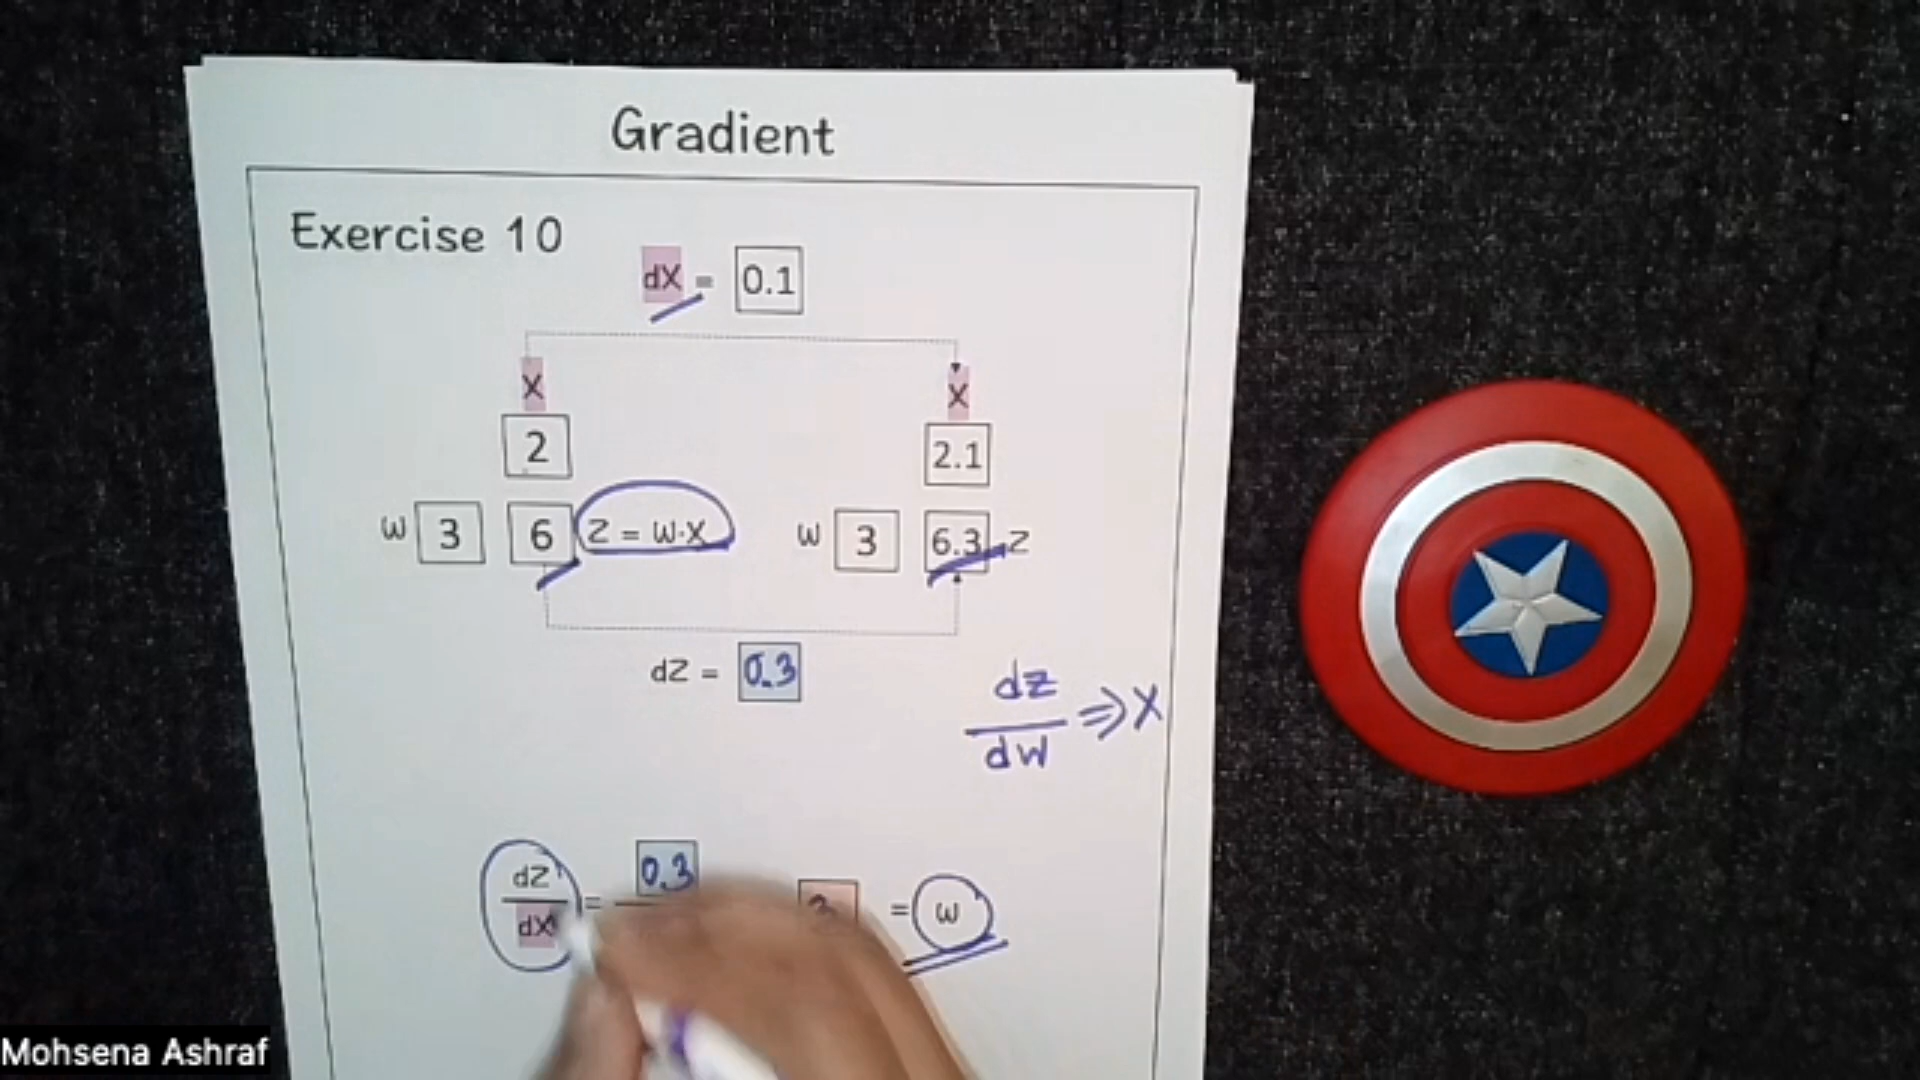 Gradient
Exercise 10
dX = 0.1
X X
2 2.1
w 3 6 Z = w·X w 3 6.3 Z
dZ = 0.3
dz
dw ⇒ X
dZ
dX = 0.3 3 = w
Mohsena Ashraf